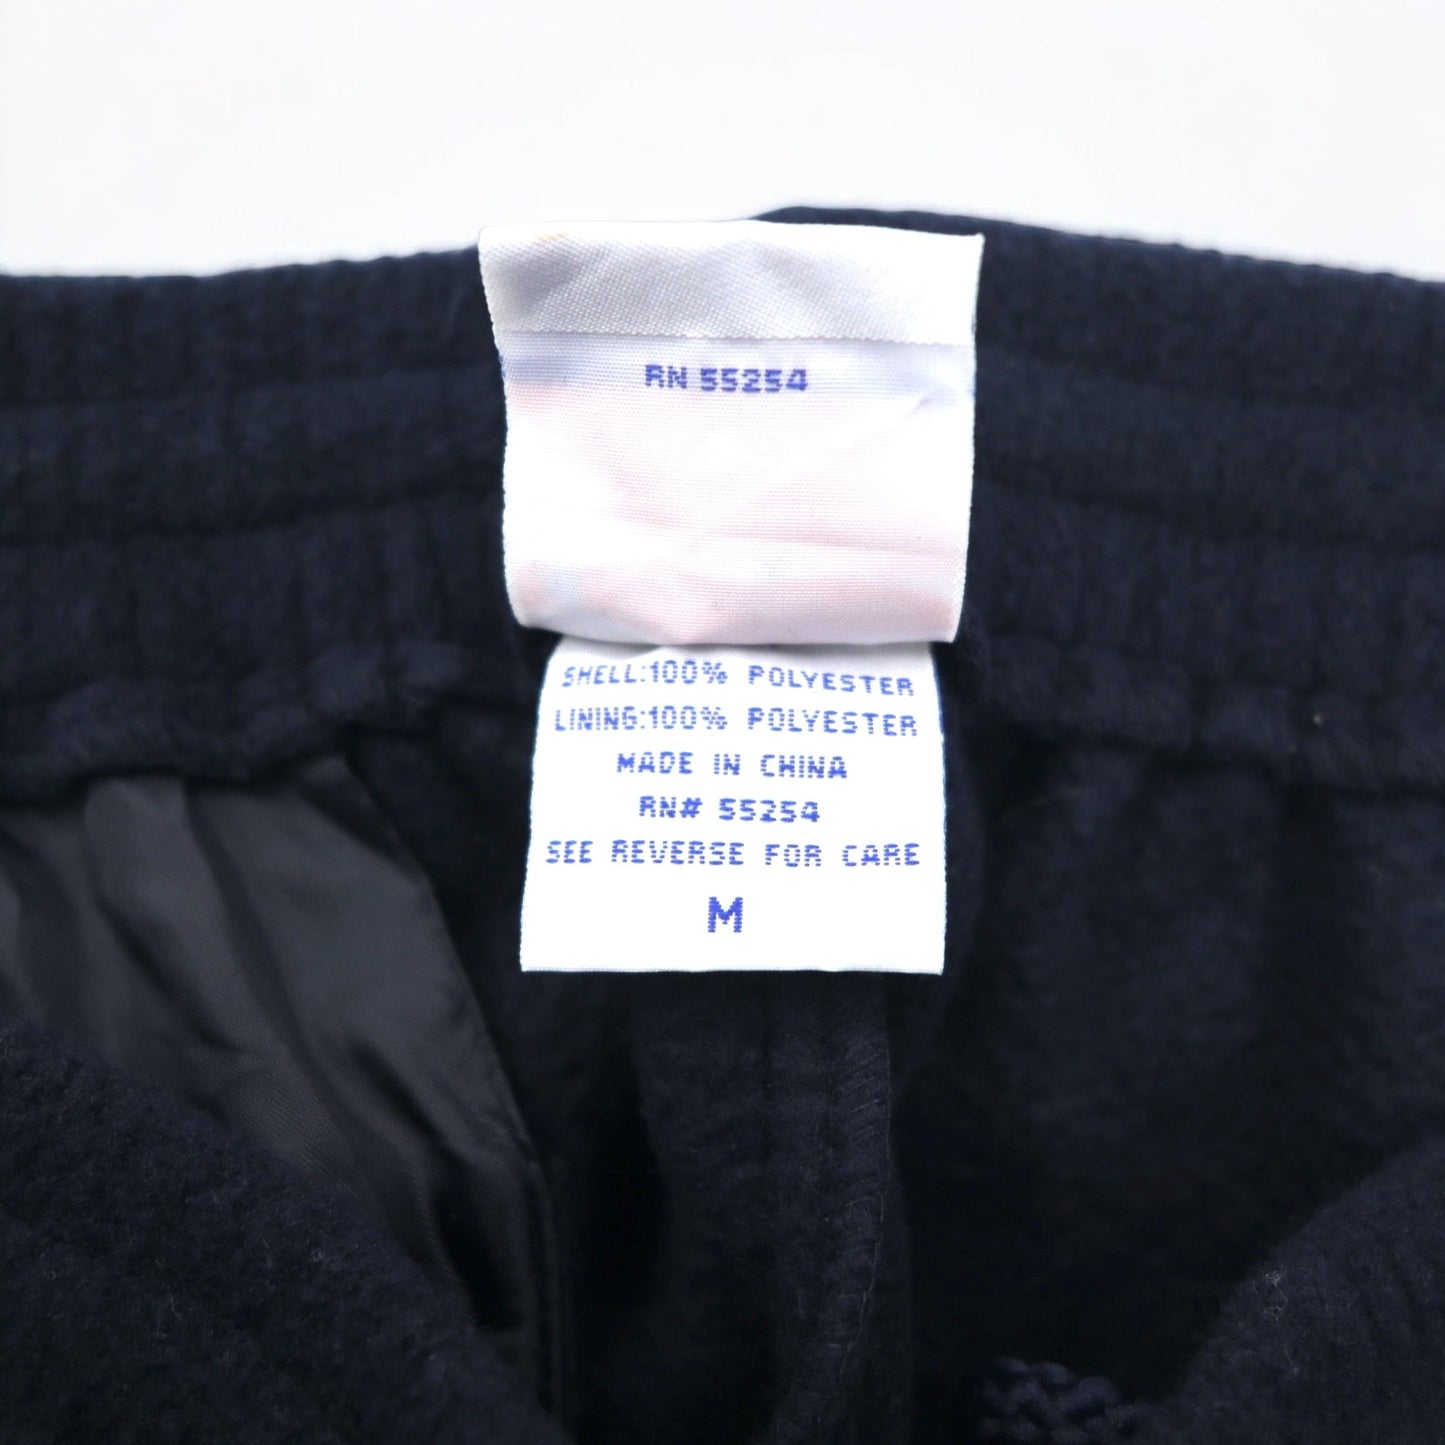 RN 55254
SHELL:100% POLYESTER
LINING:100% POLYESTER
MADE IN CHINA
RN# 55254
SEE REVERSE FOR CARE
M